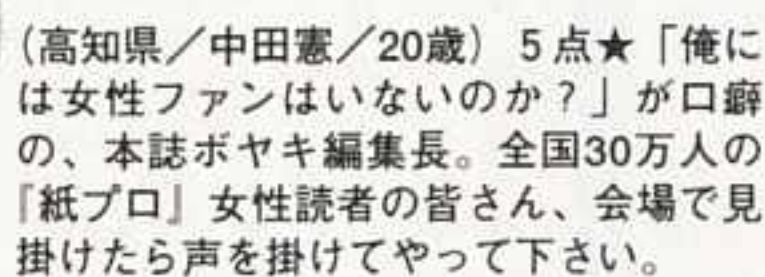 （高知県／中田憲／20歳）５点★「俺に
は女性ファンはいないのか？」が口癖
の、本誌ボヤキ編集長。全国30万人の
『紙プロ』女性読者の皆さん、会場で見
掛けたら声を掛けてやって下さい。